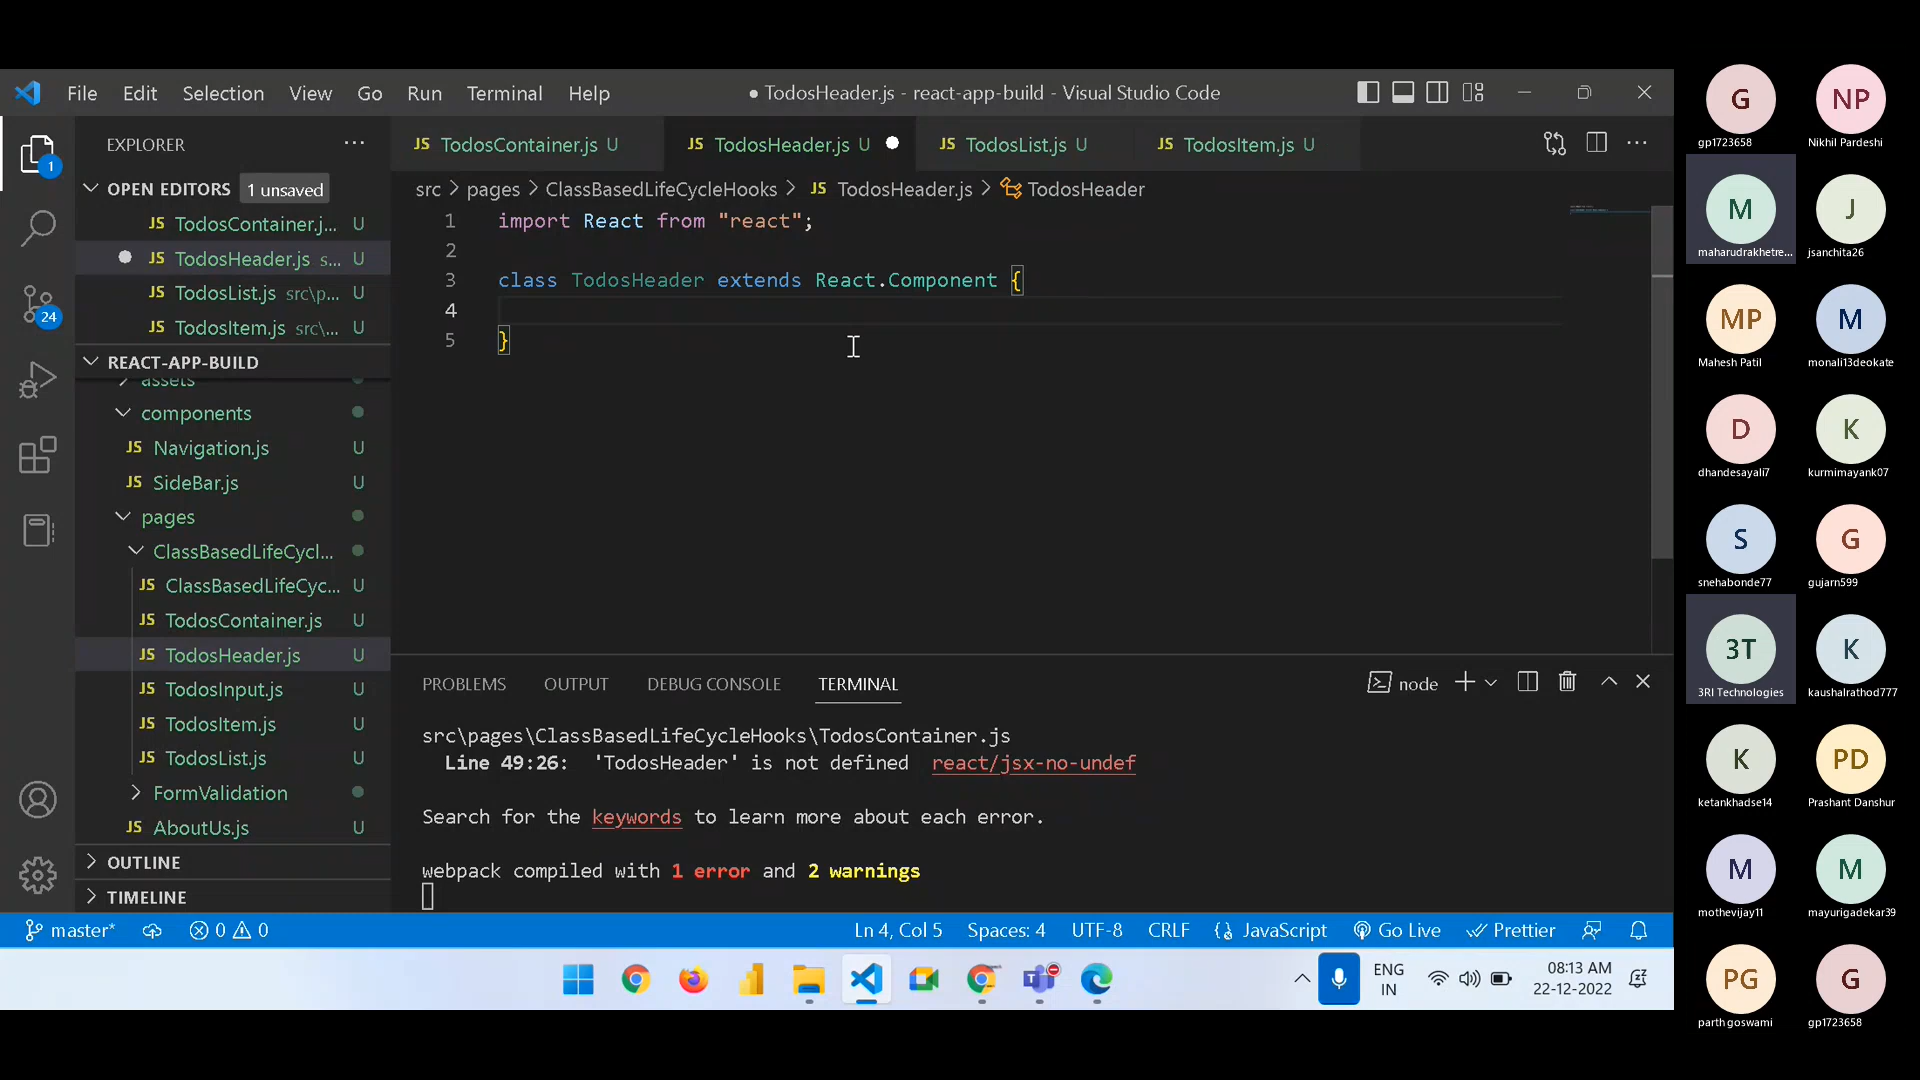 File Edit Selection View Go Run Terminal Help
● TodosHeader.js - react-app-build - Visual Studio Code
EXPLORER
OPEN EDITORS 1 unsaved
JS TodosContainer.j... U
JS TodosHeader.js s... U
JS TodosList.js src\p... U
JS TodosItem.js src\... U
REACT-APP-BUILD
assets
components
JS Navigation.js U
JS SideBar.js U
pages
ClassBasedLifeCycl...
JS ClassBasedLifeCyc... U
JS TodosContainer.js U
JS TodosHeader.js U
JS TodosInput.js U
JS TodosItem.js U
JS TodosList.js U
FormValidation
JS AboutUs.js U
OUTLINE
TIMELINE
1
24
JS TodosContainer.js U
JS TodosHeader.js U
JS TodosList.js U
JS TodosItem.js U
src > pages > ClassBasedLifeCycleHooks > JS TodosHeader.js > TodosHeader
1 import React from "react";
2
3 class TodosHeader extends React.Component {
4
5 }
PROBLEMS OUTPUT DEBUG CONSOLE TERMINAL
node
src\pages\ClassBasedLifeCycleHooks\TodosContainer.js
Line 49:26: 'TodosHeader' is not defined react/jsx-no-undef
Search for the keywords to learn more about each error.
webpack compiled with 1 error and 2 warnings
master* 0 0
Ln 4, Col 5 Spaces: 4 UTF-8 CRLF JavaScript Go Live Prettier
ENG
IN
08:13 AM
22-12-2022
G
gp1723658
NP
Nikhil Pardeshi
M
maharudrakhetre...
J
jsanchita26
MP
Mahesh Patil
M
monali13deokate
D
dhandesayali7
K
kurmimayank07
S
snehabonde77
G
gujarn599
3T
3RI Technologies
K
kaushalrathod777
K
ketankhadse14
PD
Prashant Danshur
M
mothevijay11
M
mayurigadekar39
PG
parth goswami
G
gp1723658